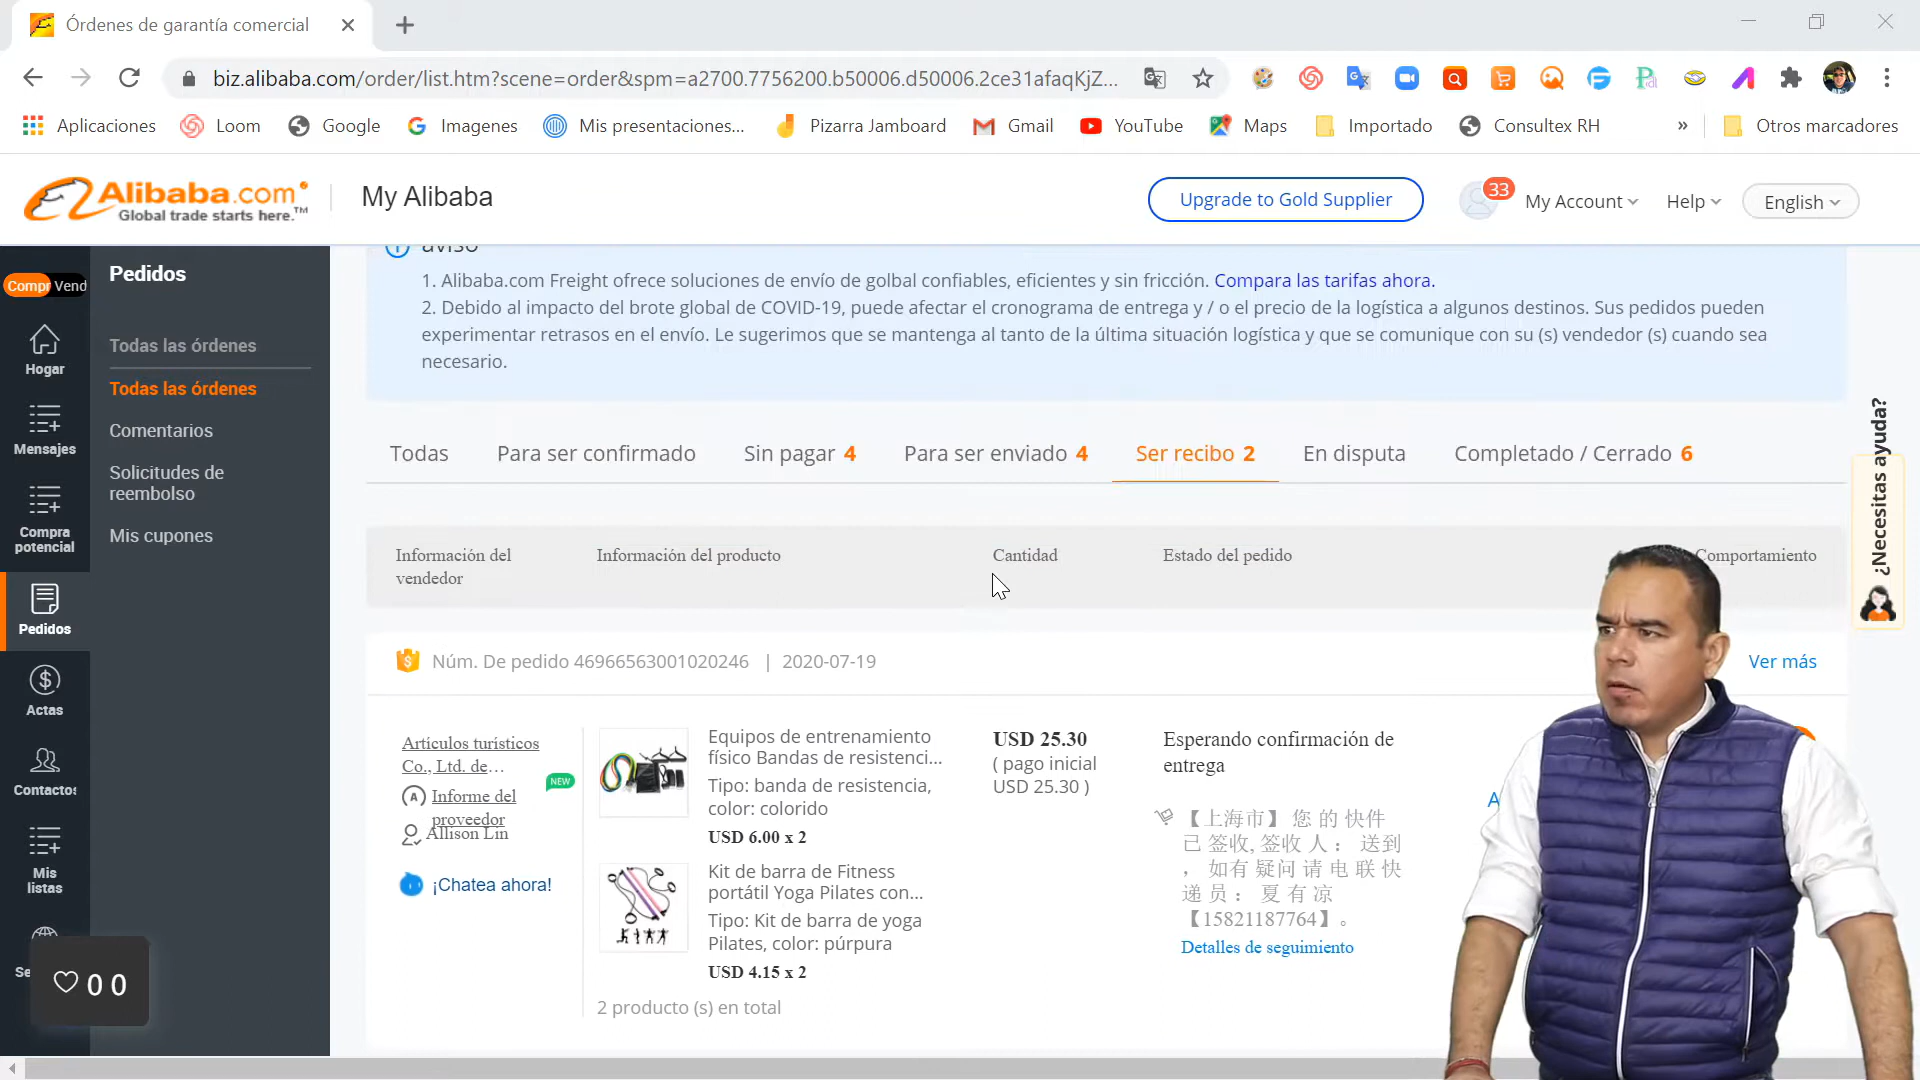 Órdenes de garantía comercial
biz.alibaba.com/order/list.htm?scene=order&spm=a2700.7756200.b50006.d50006.2ce31afaqKjZ...
Aplicaciones Loom Google Imagenes Mis presentaciones... Pizarra Jamboard Gmail YouTube Maps Importado Consultex RH » Otros marcadores
Alibaba.com
Global trade starts here.™
My Alibaba
Upgrade to Gold Supplier
33
My Account
Help
English
Vend
Pedidos
Todas las órdenes
Todas las órdenes
Comentarios
Solicitudes de
reembolso
Mis cupones
Hogar
Mensajes
Compra
potencial
Pedidos
Actas
Contactos
Mis
listas
0 0
aviso
1. Alibaba.com Freight ofrece soluciones de envío de golbal confiables, eficientes y sin fricción. Compara las tarifas ahora.
2. Debido al impacto del brote global de COVID-19, puede afectar el cronograma de entrega y / o el precio de la logística a algunos destinos. Sus pedidos pueden
experimentar retrasos en el envío. Le sugerimos que se mantenga al tanto de la última situación logística y que se comunique con su (s) vendedor (s) cuando sea
necesario.
Todas Para ser confirmado Sin pagar 4 Para ser enviado 4 Ser recibo 2 En disputa Completado / Cerrado 6
Información del
vendedor
Información del producto
Cantidad
Estado del pedido
Comportamiento
Núm. De pedido 46966563001020246 | 2020-07-19
Ver más
Artículos turísticos
Co., Ltd. de...
NEW
Informe del
proveedor
Allison Lin
¡Chatea ahora!
Equipos de entrenamiento
físico Bandas de resistenci...
Tipo: banda de resistencia,
color: colorido
USD 6.00 x 2
Kit de barra de Fitness
portátil Yoga Pilates con...
Tipo: Kit de barra de yoga
Pilates, color: púrpura
USD 4.15 x 2
2 producto (s) en total
USD 25.30
( pago inicial
USD 25.30 )
Esperando confirmación de
entrega
【上海市】 您 的 快件
已 签收, 签收 人： 送到
， 如有 疑问 请 电 联 快
递 员： 夏 有 凉
【15821187764】。
Detalles de seguimiento
¿Necesitas ayuda?